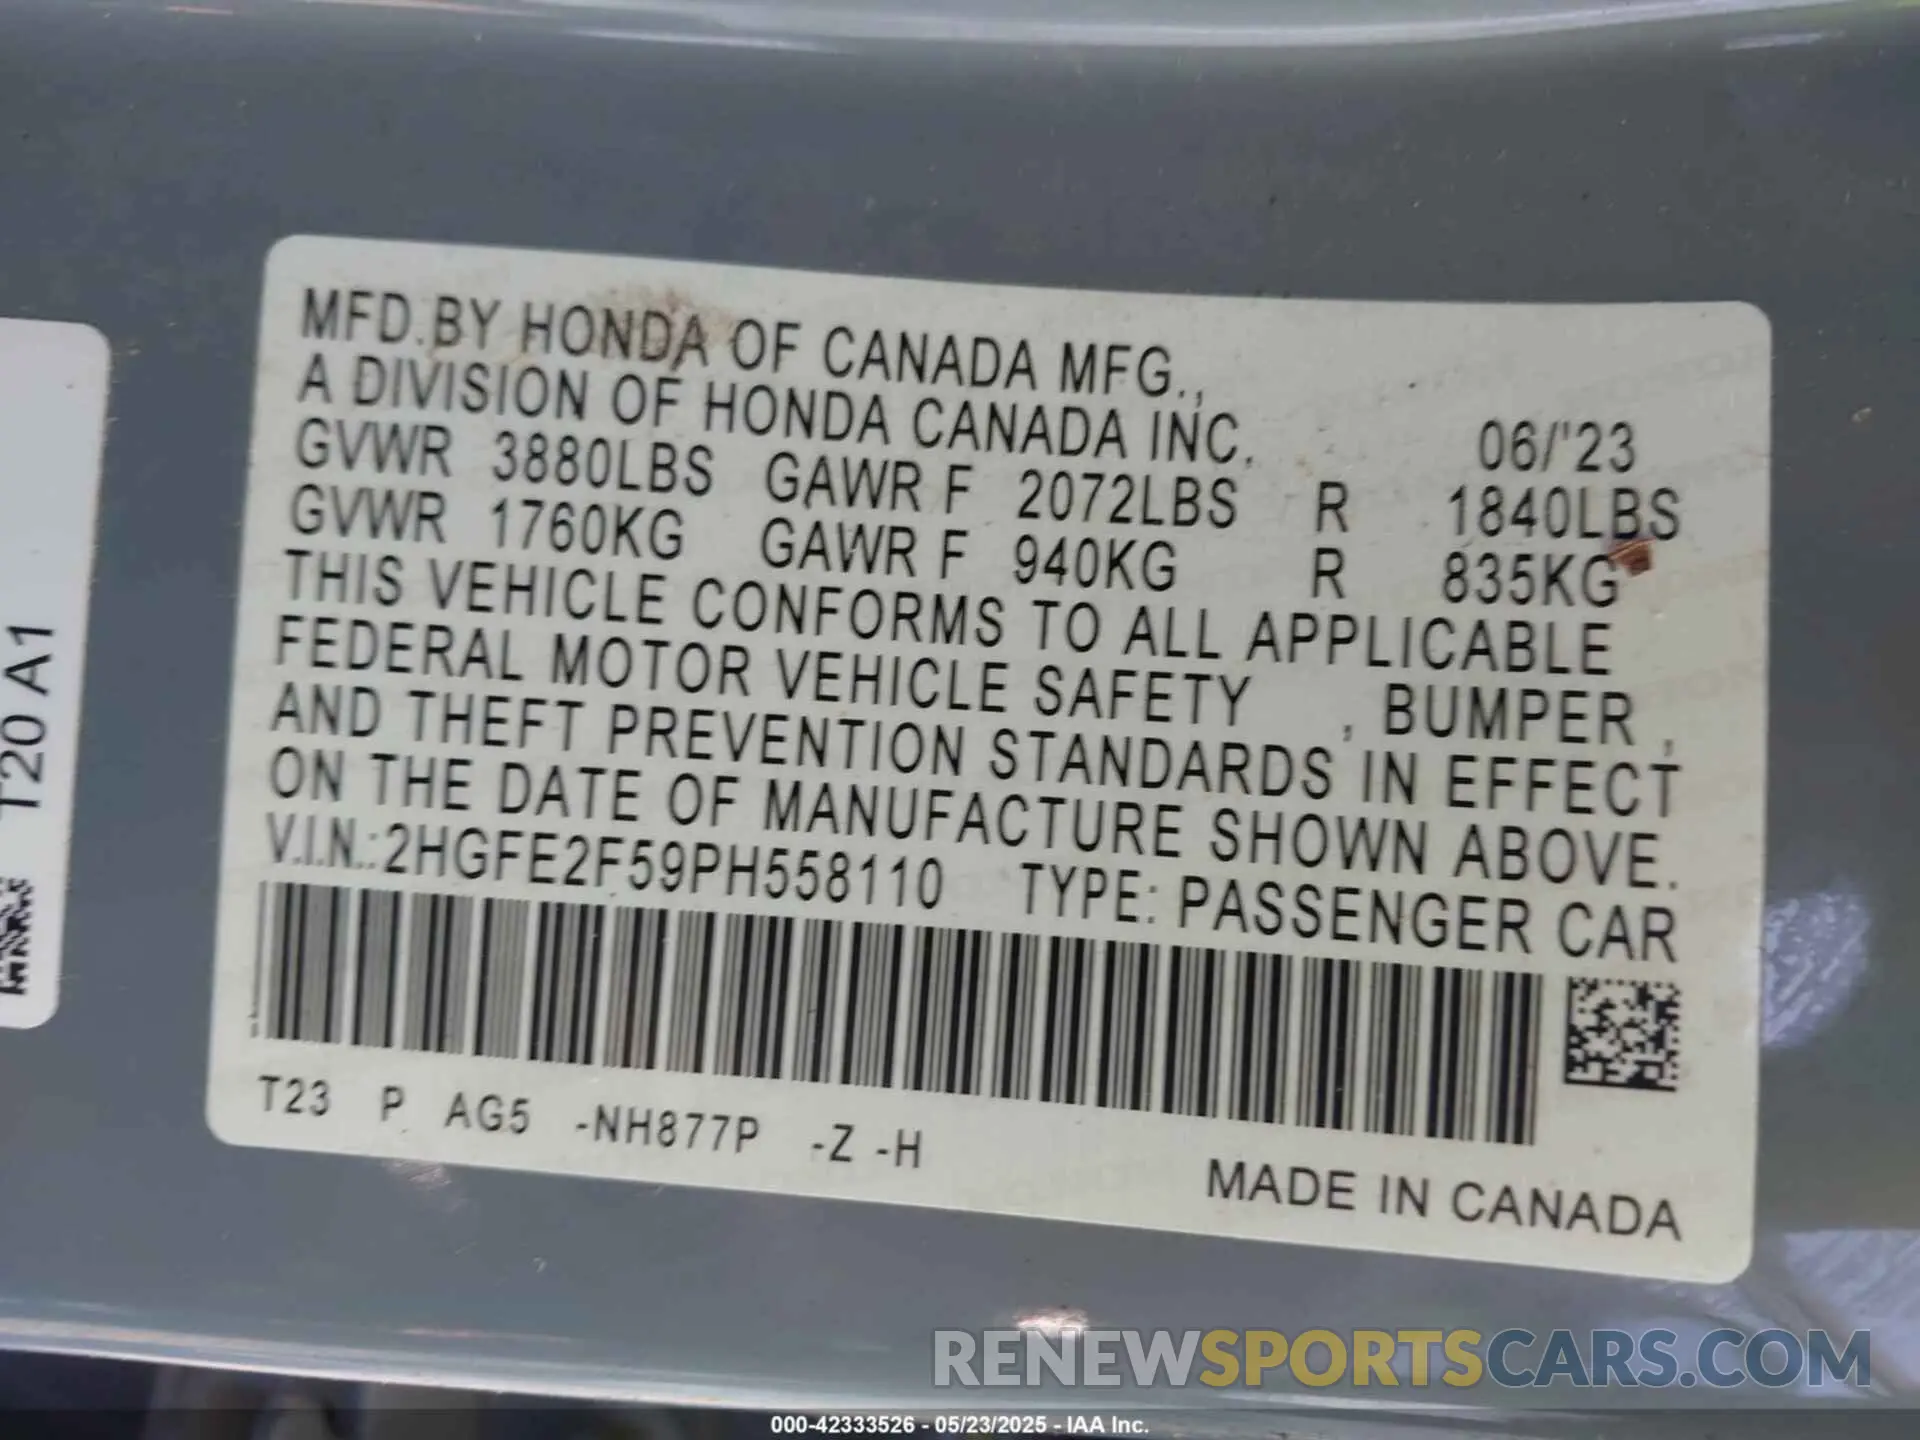 MFD.BY HONDA OF CANADA MFG.,
A DIVISION OF HONDA CANADA INC. 06/'23
GVWR 3880LBS GAWR F 2072LBS R 1840LBS
GVWR 1760KG GAWR F 940KG R 835KG
THIS VEHICLE CONFORMS TO ALL APPLICABLE
FEDERAL MOTOR VEHICLE SAFETY , BUMPER ,
AND THEFT PREVENTION STANDARDS IN EFFECT
ON THE DATE OF MANUFACTURE SHOWN ABOVE.
V.I.N.:2HGFE2F59PH558110 TYPE: PASSENGER CAR
T23 P AG5 -NH877P -Z -H
MADE IN CANADA
T20 A1
RENEWSPORTSCARS.COM
000-42333526 - 05/23/2025 - IAA Inc.